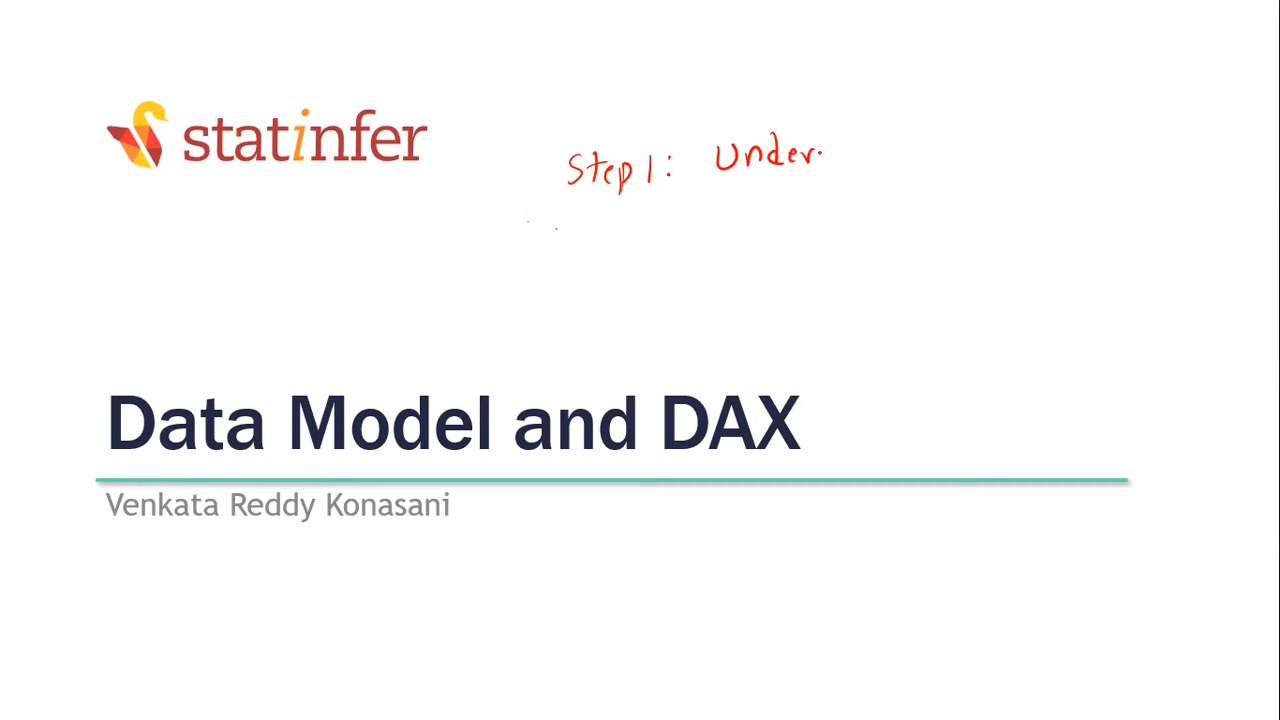 statinfer
Step 1: Under
Data Model and DAX
Venkata Reddy Konasani